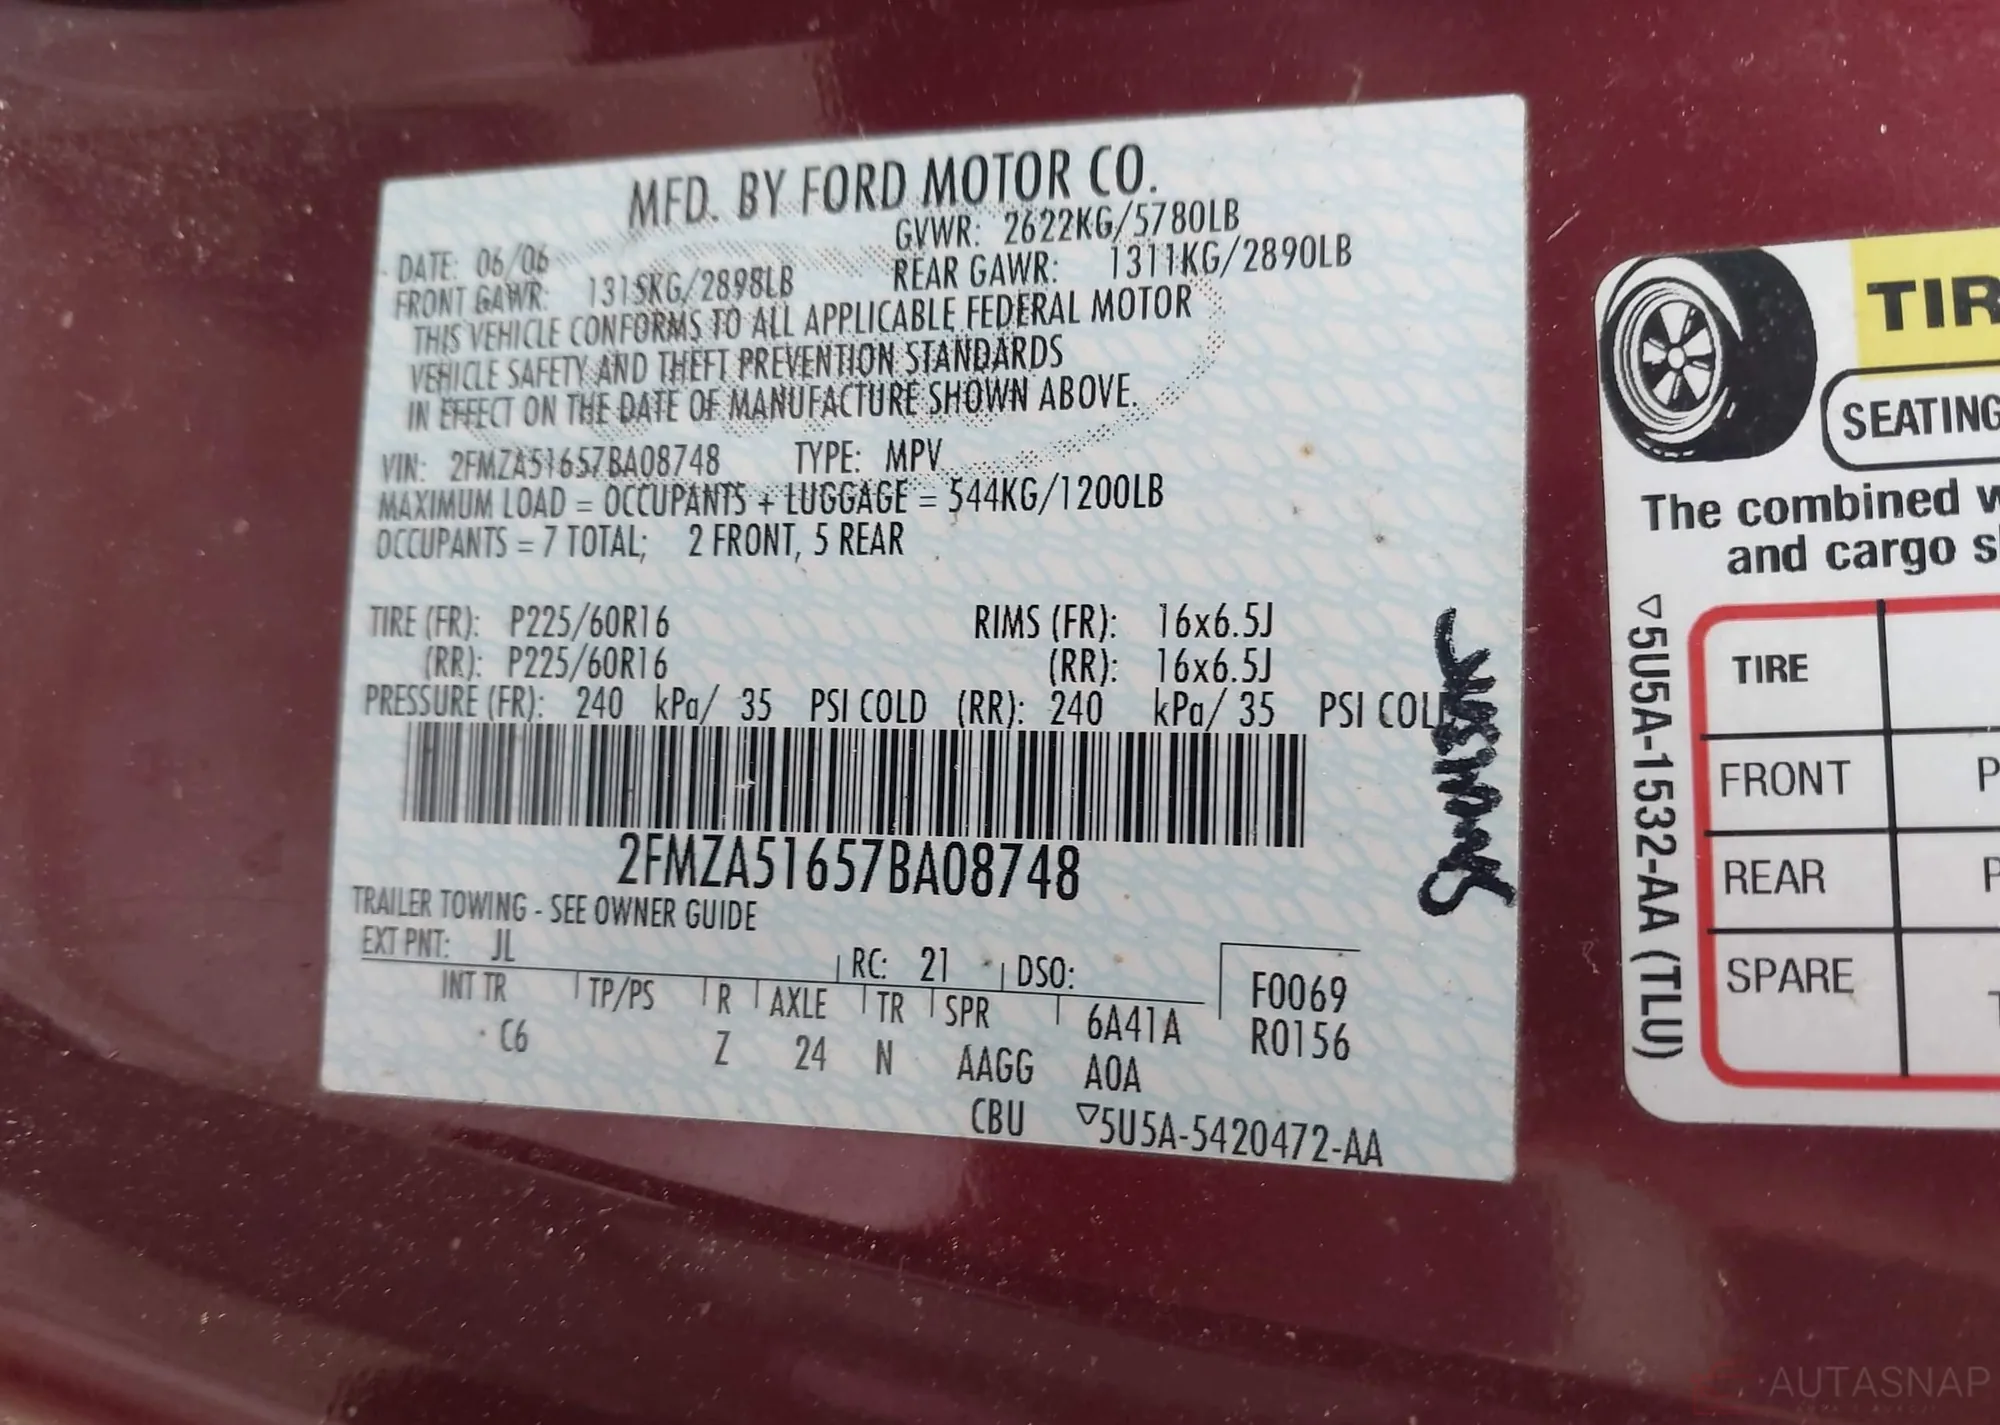 MFD. BY FORD MOTOR CO.
DATE: 06/06 GVWR: 2622KG/5780LB
FRONT GAWR: 1315KG/2898LB REAR GAWR: 1311KG/2890LB
THIS VEHICLE CONFORMS TO ALL APPLICABLE FEDERAL MOTOR
VEHICLE SAFETY AND THEFT PREVENTION STANDARDS
IN EFFECT ON THE DATE OF MANUFACTURE SHOWN ABOVE.
VIN: 2FMZA51657BA08748 TYPE: MPV
MAXIMUM LOAD = OCCUPANTS + LUGGAGE = 544KG/1200LB
OCCUPANTS = 7 TOTAL; 2 FRONT, 5 REAR
TIRE (FR): P225/60R16 RIMS (FR): 16x6.5J
(RR): P225/60R16 (RR): 16x6.5J
PRESSURE (FR): 240 kPa/ 35 PSI COLD (RR): 240 kPa/ 35 PSI COL
2FMZA51657BA08748
TRAILER TOWING - SEE OWNER GUIDE
EXT PNT: JL RC: 21 DSO:
INT TR TP/PS R AXLE TR SPR 6A41A F0069
C6 Z 24 N AAGG A0A R0156
CBU ▽5U5A-5420472-AA
TIR
SEATING
The combined w
and cargo s
▽5U5A-1532-AA (TLU)
TIRE
FRONT P
REAR P
SPARE T
AUTASNAP